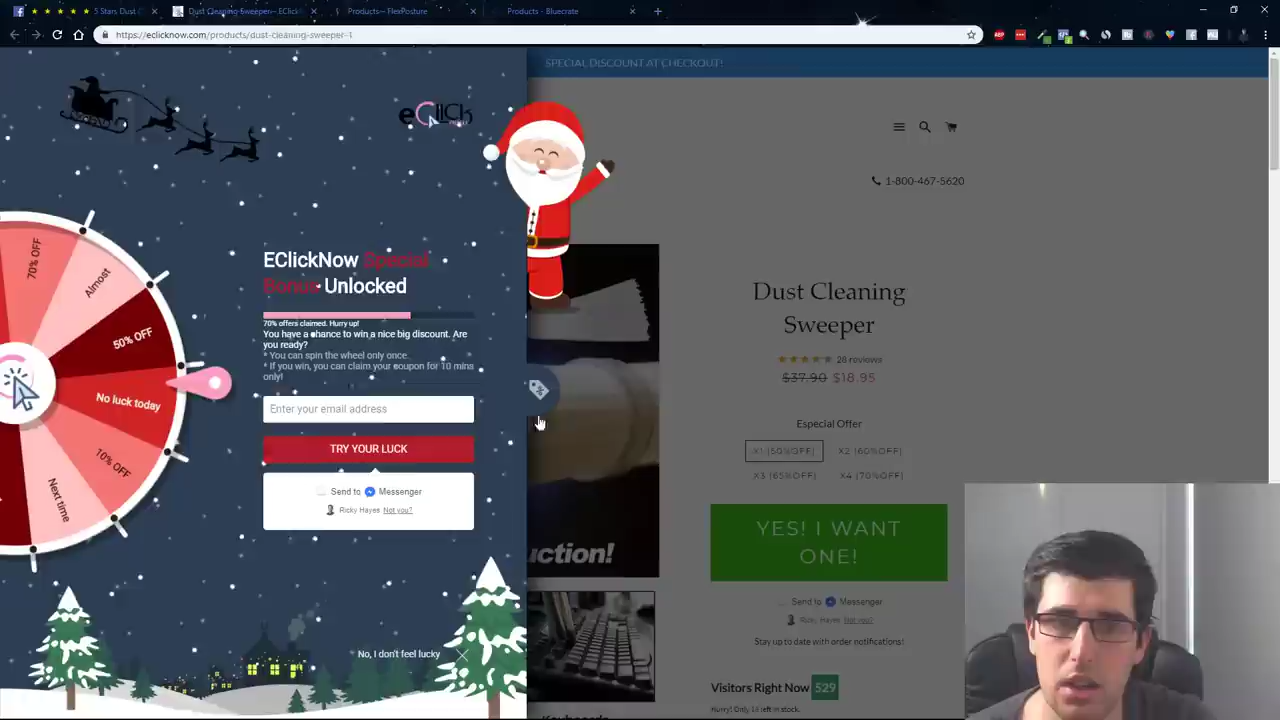 5 Stars Dust C
Dust Cleaning Sweeper – EClickN
Products – FlexPosture
Products - Bluecrate
https://eclicknow.com/products/dust-cleaning-sweeper-1
SPECIAL DISCOUNT AT CHECKOUT!
eClick
1-800-467-5620
70% OFF
Almost
50% OFF
No luck today
10% OFF
Next time
EClickNow Special
Bonus Unlocked
70% offers claimed. Hurry up!
You have a chance to win a nice big discount. Are
you ready?
* You can spin the wheel only once.
* If you win, you can claim your coupon for 10 mins
only!
Enter your email address
TRY YOUR LUCK
Send to Messenger
Ricky Hayes Not you?
No, I don't feel lucky
uction!
Dust Cleaning
Sweeper
28 reviews
$37.90 $18.95
Especial Offer
X1 (50%OFF) X2 (60%OFF)
X3 (65%OFF) X4 (70%OFF)
YES! I WANT
ONE!
Send to Messenger
Ricky Hayes Not you?
Stay up to date with order notifications!
Visitors Right Now 529
Hurry! Only 11 left in stock.
Keyboards